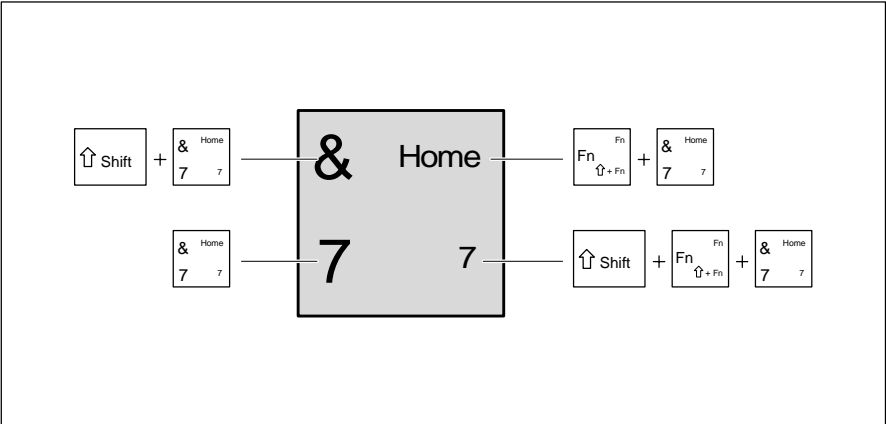 ⇧ Shift + & Home 7 7
& Home
Fn Fn ⇧ + Fn + & Home 7 7
& Home 7 7
7 7
⇧ Shift + Fn Fn ⇧ + Fn + & Home 7 7